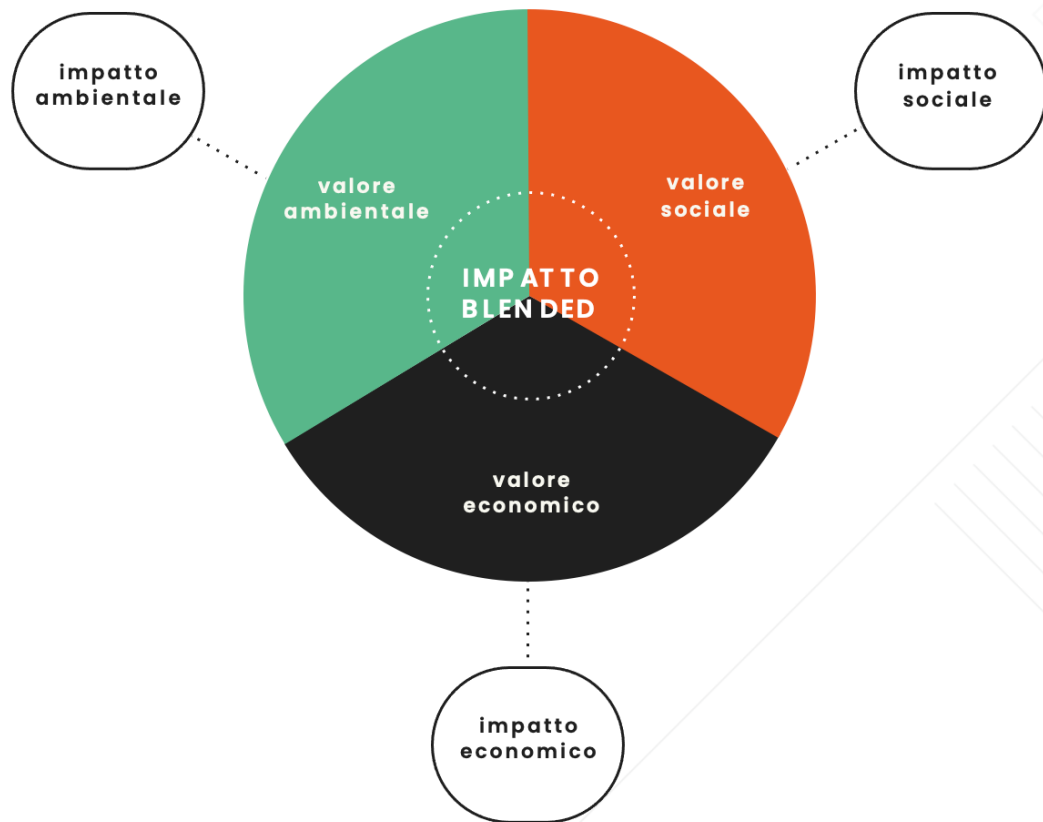 impatto
ambientale
impatto
sociale
valore
ambientale
valore
sociale
IMPATTO
BLENDED
valore
economico
impatto
economico